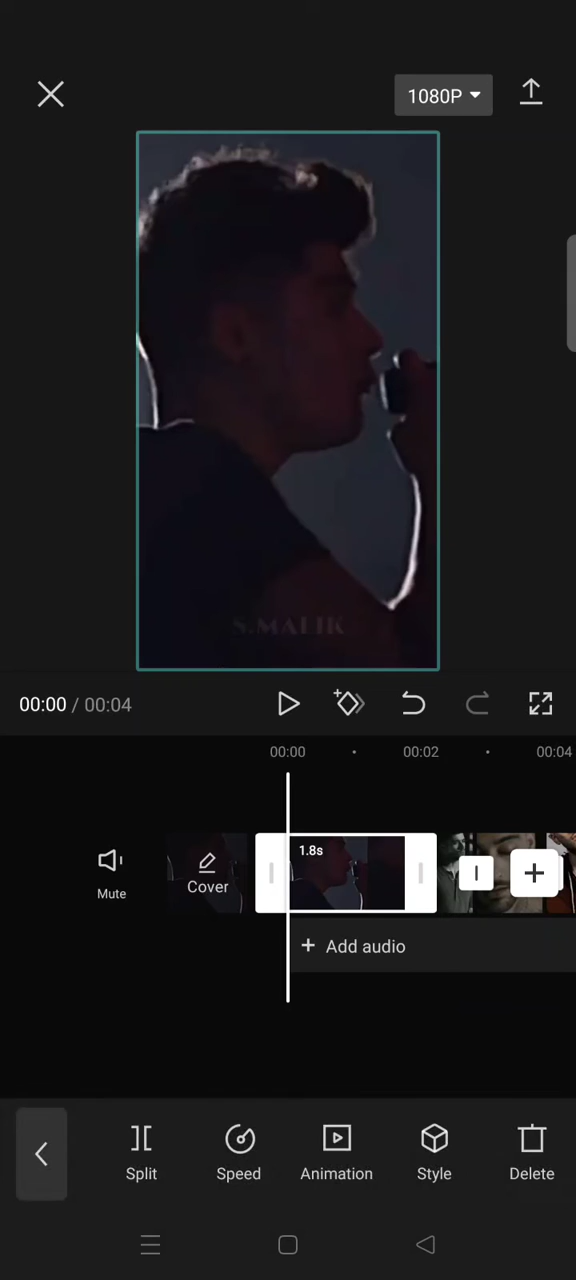 1080P
S.MALIK
00:00 / 00:04
00:00 00:02 00:04
1.8s
Cover
Mute
+ Add audio
Split Speed Animation Style Delete